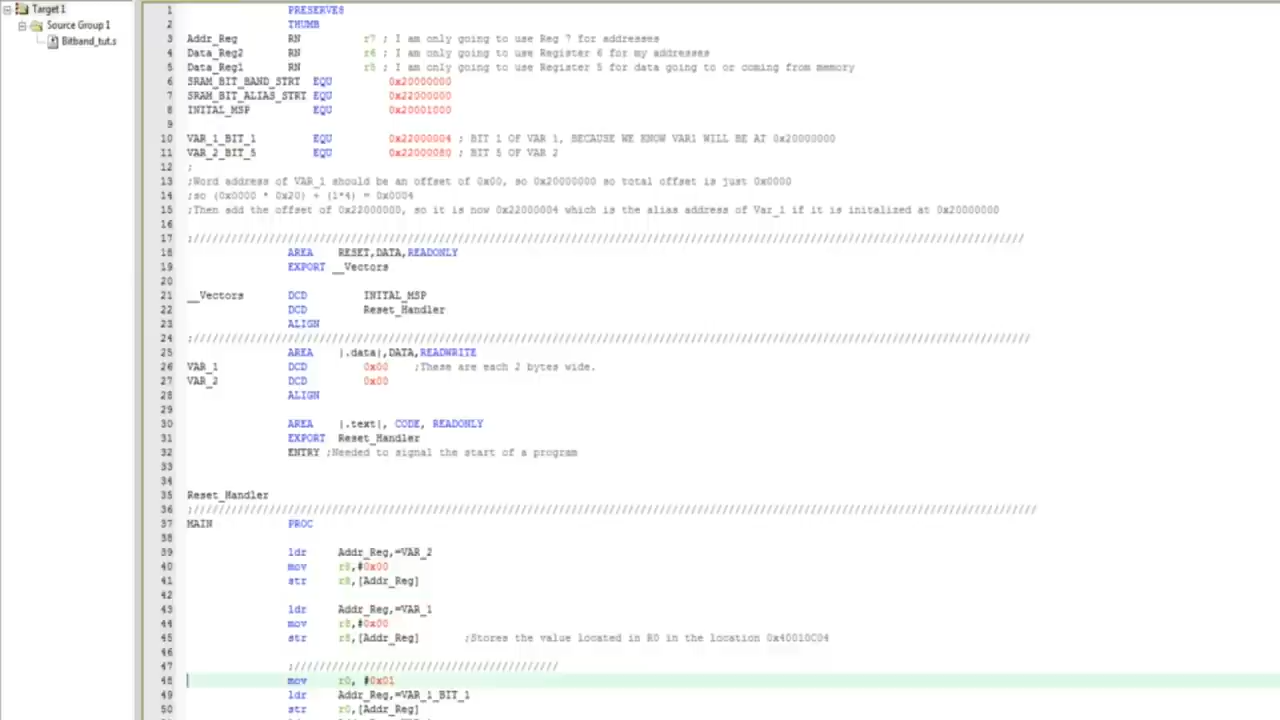 Target 1
Source Group 1
Bitband_tut.s
1 PRESERVE8
2 THUMB
3 Addr_Reg RN r7 ; I am only going to use Reg 7 for addresses
4 Data_Reg2 RN r6 ; I am only going to use Register 6 for my addresses
5 Data_Reg1 RN r5 ; I am only going to use Register 5 for data going to or coming from memory
6 SRAM_BIT_BAND_STRT EQU 0x20000000
7 SRAM_BIT_ALIAS_STRT EQU 0x22000000
8 INITAL_MSP EQU 0x20001000
9
10 VAR_1_BIT_1 EQU 0x22000004 ; BIT 1 OF VAR 1, BECAUSE WE KNOW VAR1 WILL BE AT 0x20000000
11 VAR_2_BIT_5 EQU 0x22000080 ; BIT 5 OF VAR 2
12 ;
13 ;Word address of VAR_1 should be an offset of 0x00, so 0x20000000 so total offset is just 0x0000
14 ;so (0x0000 * 0x20) + (1*4) = 0x0004
15 ;Then add the offset of 0x22000000, so it is now 0x22000004 which is the alias address of Var_1 if it is initalized at 0x20000000
16
17 ;////////////////////////////////////////////////////////////////////////////////////////////////////////////////////////////////////
18 AREA RESET,DATA,READONLY
19 EXPORT __Vectors
20
21 __Vectors DCD INITAL_MSP
22 DCD Reset_Handler
23 ALIGN
24 ;/////////////////////////////////////////////////////////////////////////////////////////////////////////////////////////////////////
25 AREA |.data|,DATA,READWRITE
26 VAR_1 DCD 0x00 ;These are each 2 bytes wide.
27 VAR_2 DCD 0x00
28 ALIGN
29
30 AREA |.text|, CODE, READONLY
31 EXPORT Reset_Handler
32 ENTRY ;Needed to signal the start of a program
33
34
35 Reset_Handler
36 ;//////////////////////////////////////////////////////////////////////////////////////////////////////////////////////////////////////
37 MAIN PROC
38
39 ldr Addr_Reg,=VAR_2
40 mov r8,#0x00
41 str r8,[Addr_Reg]
42
43 ldr Addr_Reg,=VAR_1
44 mov r8,#0x00
45 str r8,[Addr_Reg] ;Stores the value located in R0 in the location 0x40010C04
46
47 ;//////////////////////////////////////////
48 mov r0, #0x01
49 ldr Addr_Reg,=VAR_1_BIT_1
50 str r0,[Addr_Reg]